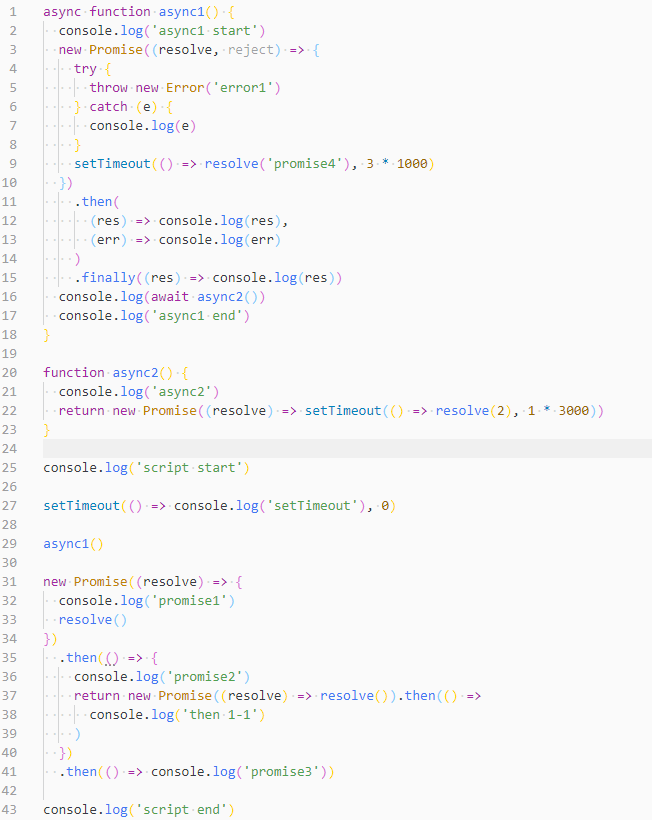 1 async function async1() {
2   console.log('async1 start')
3   new Promise((resolve, reject) => {
4     try {
5       throw new Error('error1')
6     } catch (e) {
7       console.log(e)
8     }
9     setTimeout(() => resolve('promise4'), 3 * 1000)
10   })
11     .then(
12       (res) => console.log(res),
13       (err) => console.log(err)
14     )
15     .finally((res) => console.log(res))
16   console.log(await async2())
17   console.log('async1 end')
18 }
19
20 function async2() {
21   console.log('async2')
22   return new Promise((resolve) => setTimeout(() => resolve(2), 1 * 3000))
23 }
24
25 console.log('script start')
26
27 setTimeout(() => console.log('setTimeout'), 0)
28
29 async1()
30
31 new Promise((resolve) => {
32   console.log('promise1')
33   resolve()
34 })
35   .then(() => {
36     console.log('promise2')
37     return new Promise((resolve) => resolve()).then(() =>
38       console.log('then 1-1')
39     )
40   })
41   .then(() => console.log('promise3'))
42
43 console.log('script end')